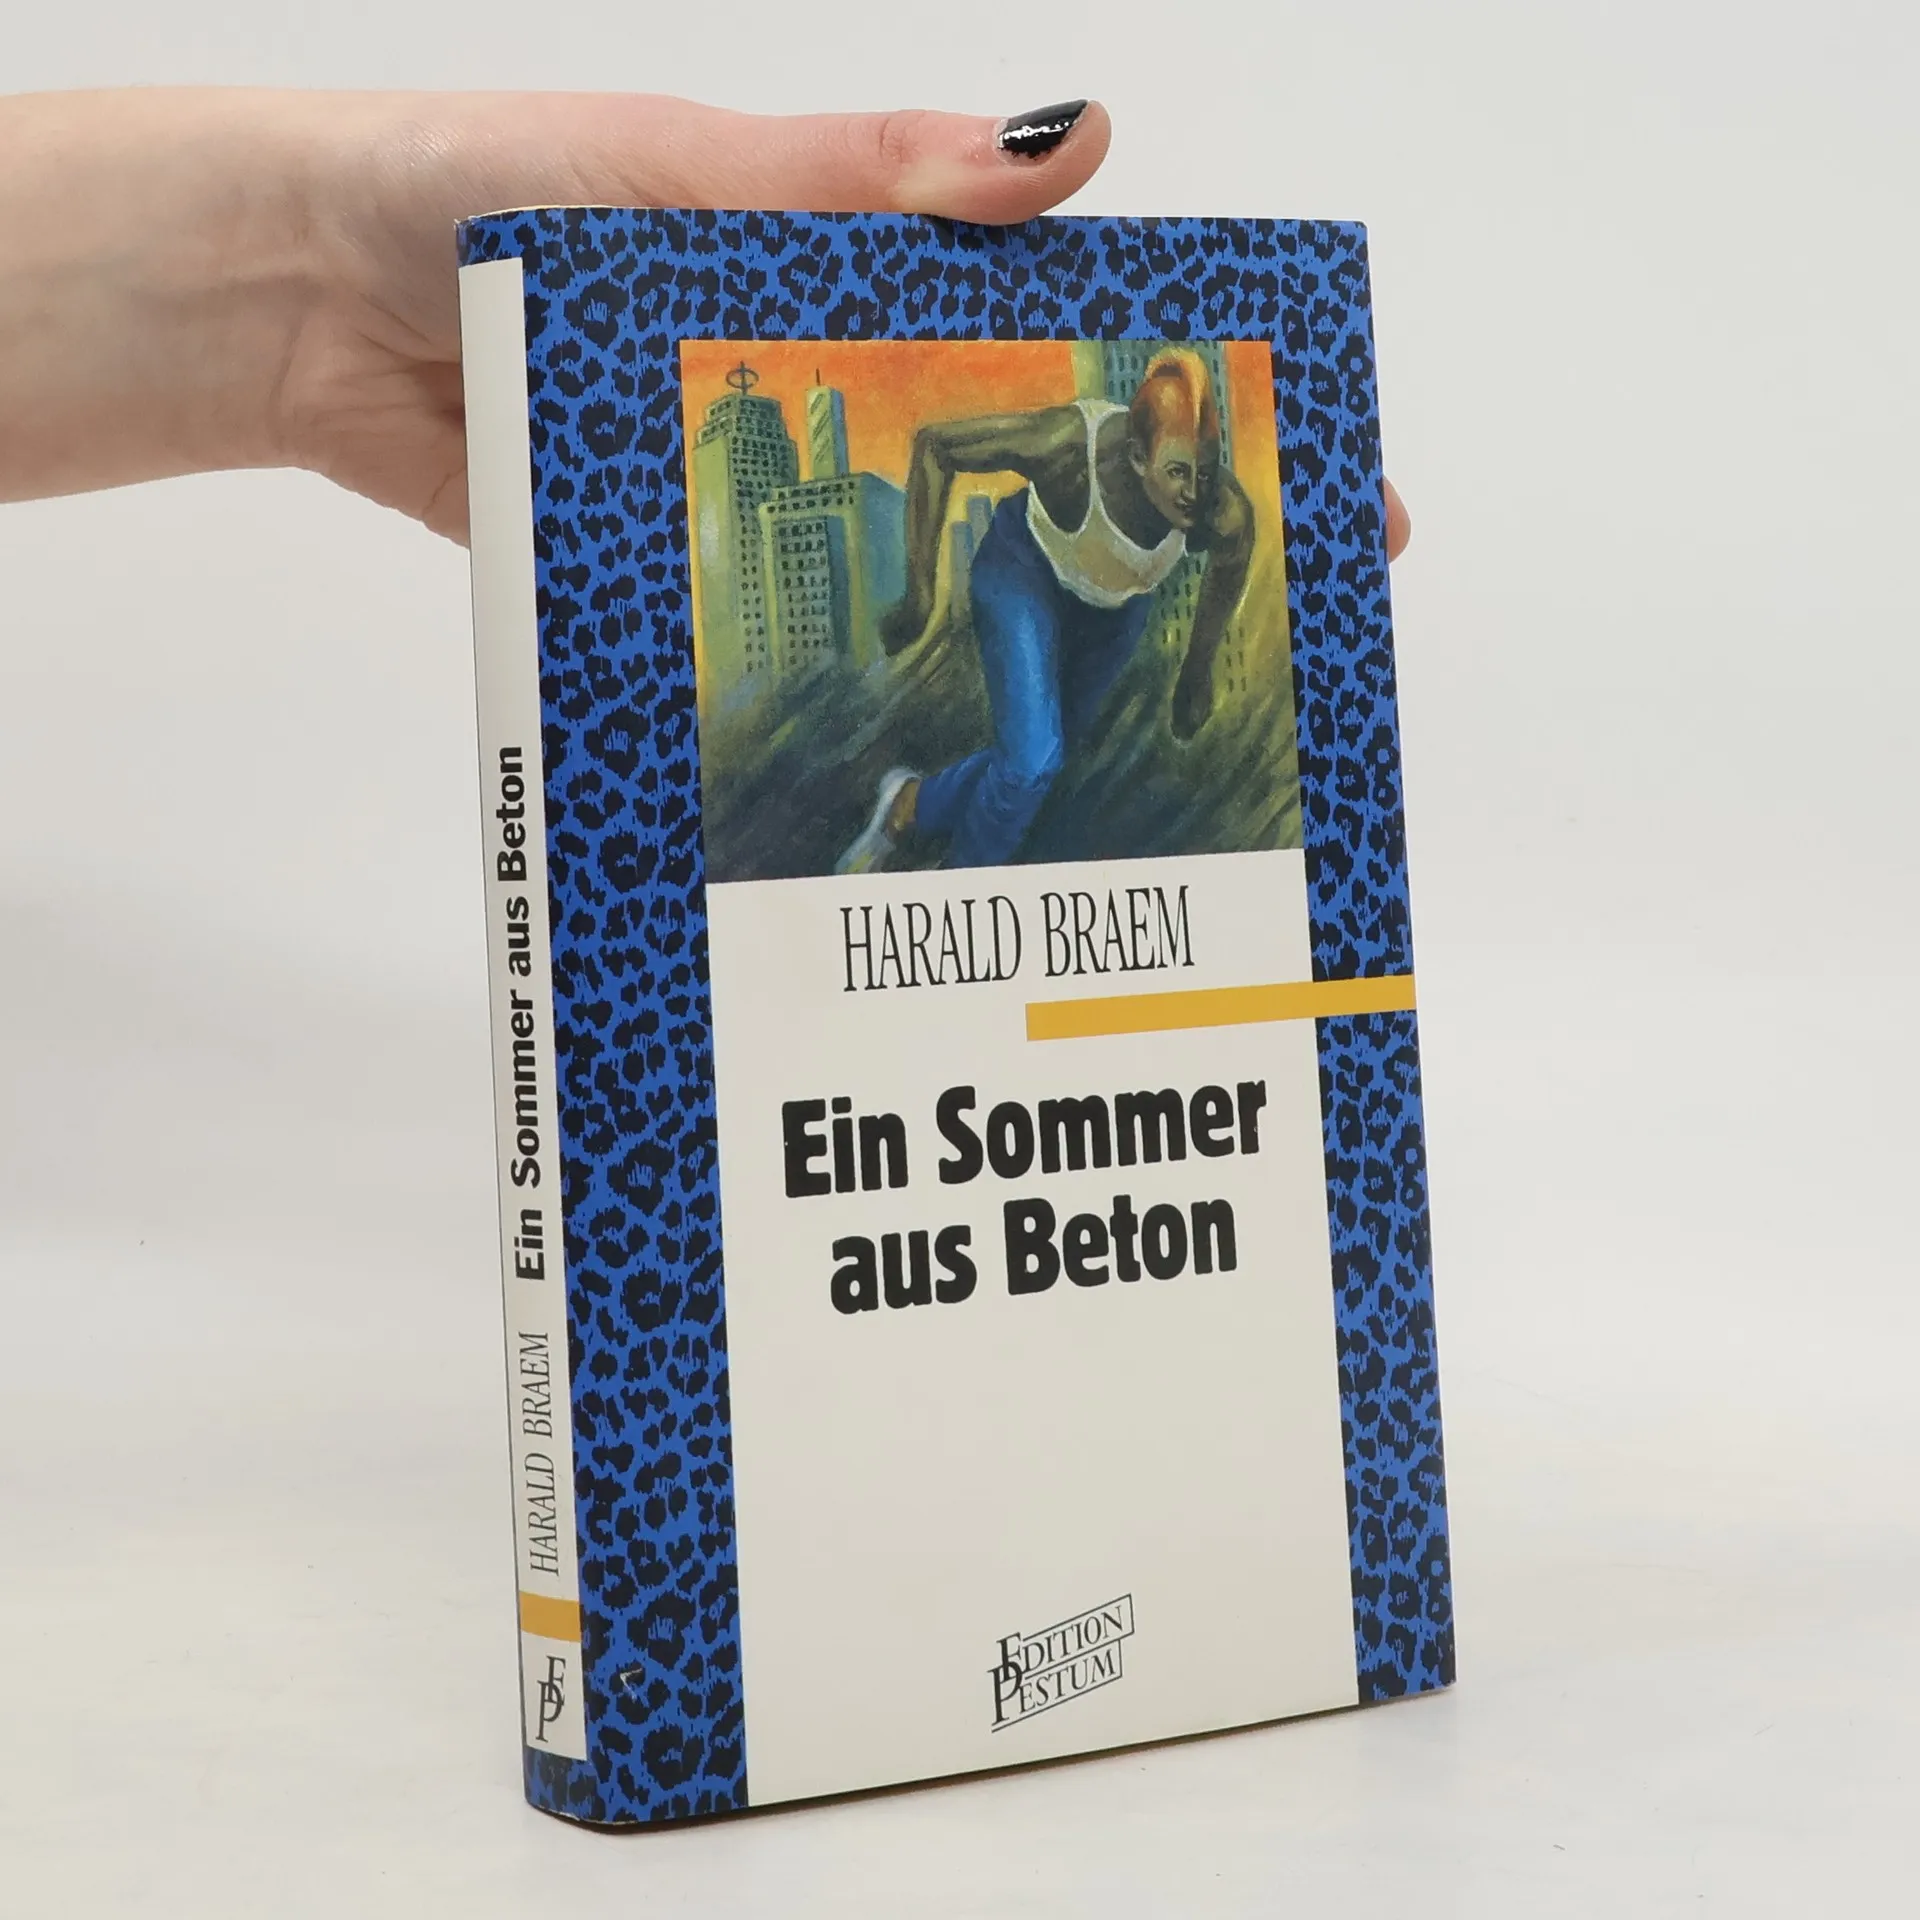 HARALD BRAEM
Ein Sommer
aus Beton
EDITION
PESTUM
HARALD BRAEM Ein Sommer aus Beton
EP